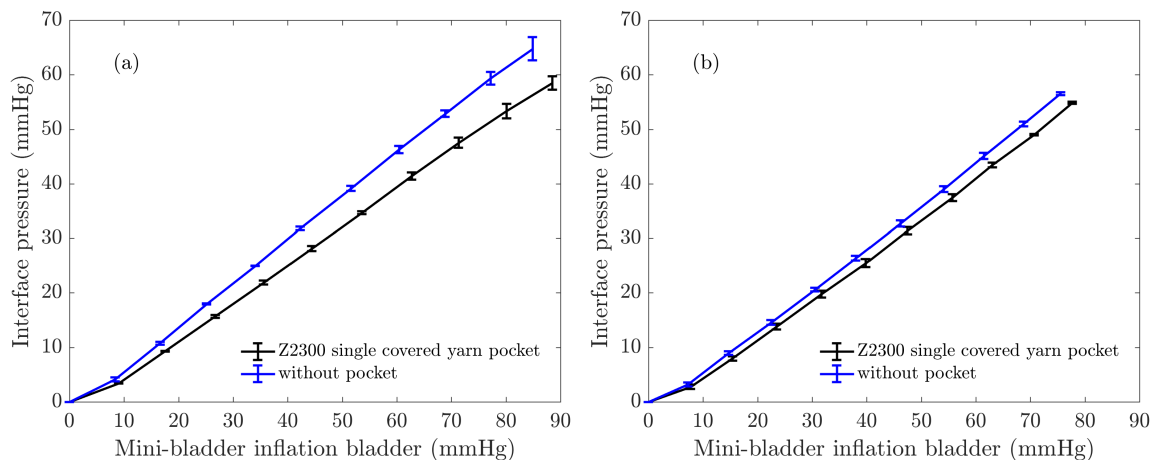 70
60
50
40
30
20
10
0
Interface pressure (mmHg)
(a)
Z2300 single covered yarn pocket
without pocket
0 10 20 30 40 50 60 70 80 90
Mini-bladder inflation bladder (mmHg)
70
60
50
40
30
20
10
0
Interface pressure (mmHg)
(b)
Z2300 single covered yarn pocket
without pocket
0 10 20 30 40 50 60 70 80 90
Mini-bladder inflation bladder (mmHg)